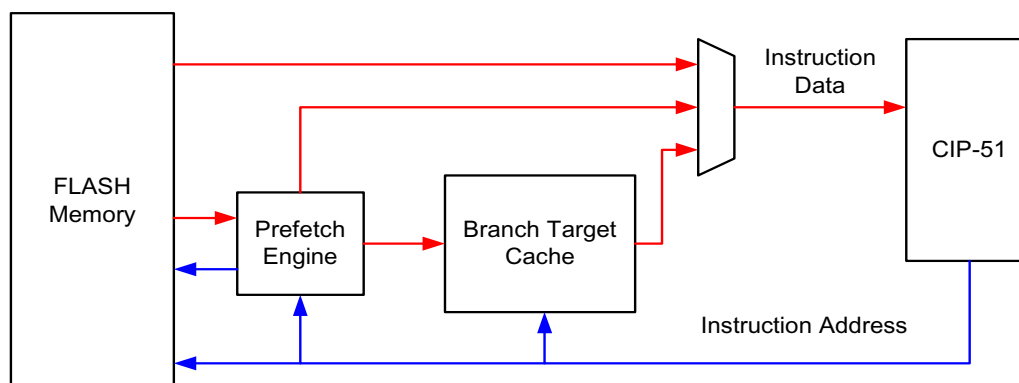 Instruction
Data
CIP-51
FLASH
Memory
Prefetch
Engine
Branch Target
Cache
Instruction Address